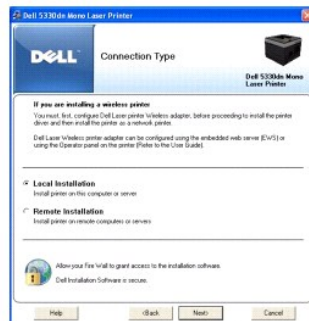 Dell 5330dn Mono Laser Printer
DELL
Connection Type
Dell 5330dn Mono
Laser Printer
If you are installing a wireless printer
You must, first, configure Dell Laser printer Wireless adapter, before proceeding to install the printer
driver and then install the printer as a network printer.
Dell Laser Wireless printer adapter can be configured using the embedded web server (EWS) or
using the Operator panel on the printer (Refer to the User Guide).
Local Installation
Install printer on this computer or server
Remote Installation
Install printer on remote computers or servers
Allow your Fire Wall to grant access to the installation software.
Dell Installation Software is secure.
Help
<Back
Next>
Cancel